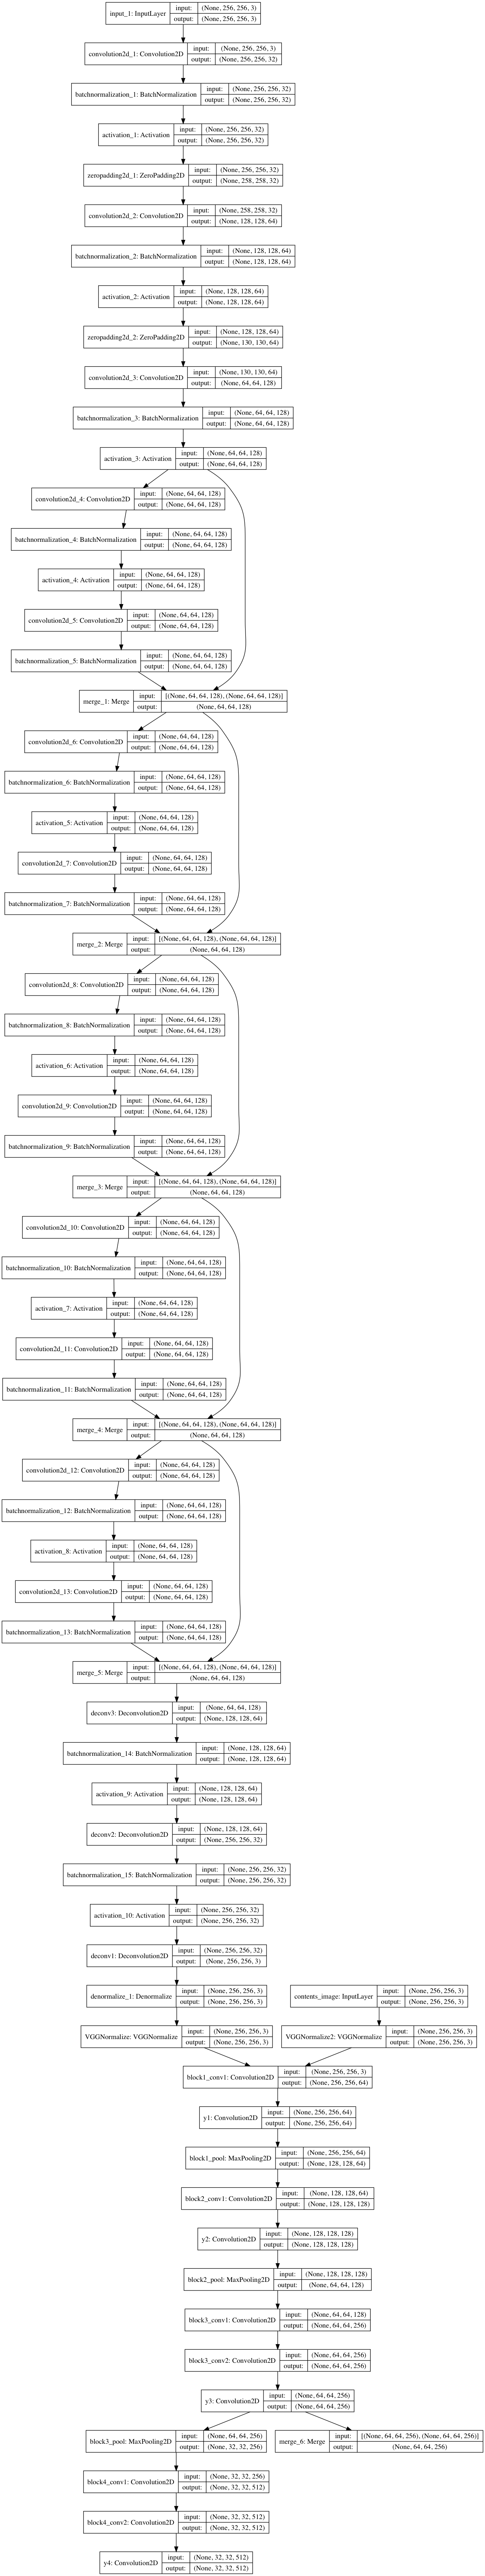 input_1: InputLayer input: (None, 256, 256, 3)
output: (None, 256, 256, 3)
convolution2d_1: Convolution2D input: (None, 256, 256, 3)
output: (None, 256, 256, 32)
batchnormalization_1: BatchNormalization input: (None, 256, 256, 32)
output: (None, 256, 256, 32)
activation_1: Activation input: (None, 256, 256, 32)
output: (None, 256, 256, 32)
zeropadding2d_1: ZeroPadding2D input: (None, 256, 256, 32)
output: (None, 258, 258, 32)
convolution2d_2: Convolution2D input: (None, 258, 258, 32)
output: (None, 128, 128, 64)
batchnormalization_2: BatchNormalization input: (None, 128, 128, 64)
output: (None, 128, 128, 64)
activation_2: Activation input: (None, 128, 128, 64)
output: (None, 128, 128, 64)
zeropadding2d_2: ZeroPadding2D input: (None, 128, 128, 64)
output: (None, 130, 130, 64)
convolution2d_3: Convolution2D input: (None, 130, 130, 64)
output: (None, 64, 64, 128)
batchnormalization_3: BatchNormalization input: (None, 64, 64, 128)
output: (None, 64, 64, 128)
activation_3: Activation input: (None, 64, 64, 128)
output: (None, 64, 64, 128)
convolution2d_4: Convolution2D input: (None, 64, 64, 128)
output: (None, 64, 64, 128)
batchnormalization_4: BatchNormalization input: (None, 64, 64, 128)
output: (None, 64, 64, 128)
activation_4: Activation input: (None, 64, 64, 128)
output: (None, 64, 64, 128)
convolution2d_5: Convolution2D input: (None, 64, 64, 128)
output: (None, 64, 64, 128)
batchnormalization_5: BatchNormalization input: (None, 64, 64, 128)
output: (None, 64, 64, 128)
merge_1: Merge input: [(None, 64, 64, 128), (None, 64, 64, 128)]
output: (None, 64, 64, 128)
convolution2d_6: Convolution2D input: (None, 64, 64, 128)
output: (None, 64, 64, 128)
batchnormalization_6: BatchNormalization input: (None, 64, 64, 128)
output: (None, 64, 64, 128)
activation_5: Activation input: (None, 64, 64, 128)
output: (None, 64, 64, 128)
convolution2d_7: Convolution2D input: (None, 64, 64, 128)
output: (None, 64, 64, 128)
batchnormalization_7: BatchNormalization input: (None, 64, 64, 128)
output: (None, 64, 64, 128)
merge_2: Merge input: [(None, 64, 64, 128), (None, 64, 64, 128)]
output: (None, 64, 64, 128)
convolution2d_8: Convolution2D input: (None, 64, 64, 128)
output: (None, 64, 64, 128)
batchnormalization_8: BatchNormalization input: (None, 64, 64, 128)
output: (None, 64, 64, 128)
activation_6: Activation input: (None, 64, 64, 128)
output: (None, 64, 64, 128)
convolution2d_9: Convolution2D input: (None, 64, 64, 128)
output: (None, 64, 64, 128)
batchnormalization_9: BatchNormalization input: (None, 64, 64, 128)
output: (None, 64, 64, 128)
merge_3: Merge input: [(None, 64, 64, 128), (None, 64, 64, 128)]
output: (None, 64, 64, 128)
convolution2d_10: Convolution2D input: (None, 64, 64, 128)
output: (None, 64, 64, 128)
batchnormalization_10: BatchNormalization input: (None, 64, 64, 128)
output: (None, 64, 64, 128)
activation_7: Activation input: (None, 64, 64, 128)
output: (None, 64, 64, 128)
convolution2d_11: Convolution2D input: (None, 64, 64, 128)
output: (None, 64, 64, 128)
batchnormalization_11: BatchNormalization input: (None, 64, 64, 128)
output: (None, 64, 64, 128)
merge_4: Merge input: [(None, 64, 64, 128), (None, 64, 64, 128)]
output: (None, 64, 64, 128)
convolution2d_12: Convolution2D input: (None, 64, 64, 128)
output: (None, 64, 64, 128)
batchnormalization_12: BatchNormalization input: (None, 64, 64, 128)
output: (None, 64, 64, 128)
activation_8: Activation input: (None, 64, 64, 128)
output: (None, 64, 64, 128)
convolution2d_13: Convolution2D input: (None, 64, 64, 128)
output: (None, 64, 64, 128)
batchnormalization_13: BatchNormalization input: (None, 64, 64, 128)
output: (None, 64, 64, 128)
merge_5: Merge input: [(None, 64, 64, 128), (None, 64, 64, 128)]
output: (None, 64, 64, 128)
deconv3: Deconvolution2D input: (None, 64, 64, 128)
output: (None, 128, 128, 64)
batchnormalization_14: BatchNormalization input: (None, 128, 128, 64)
output: (None, 128, 128, 64)
activation_9: Activation input: (None, 128, 128, 64)
output: (None, 128, 128, 64)
deconv2: Deconvolution2D input: (None, 128, 128, 64)
output: (None, 256, 256, 32)
batchnormalization_15: BatchNormalization input: (None, 256, 256, 32)
output: (None, 256, 256, 32)
activation_10: Activation input: (None, 256, 256, 32)
output: (None, 256, 256, 32)
deconv1: Deconvolution2D input: (None, 256, 256, 32)
output: (None, 256, 256, 3)
denormalize_1: Denormalize input: (None, 256, 256, 3)
output: (None, 256, 256, 3)
contents_image: InputLayer input: (None, 256, 256, 3)
output: (None, 256, 256, 3)
VGGNormalize: VGGNormalize input: (None, 256, 256, 3)
output: (None, 256, 256, 3)
VGGNormalize2: VGGNormalize input: (None, 256, 256, 3)
output: (None, 256, 256, 3)
block1_conv1: Convolution2D input: (None, 256, 256, 3)
output: (None, 256, 256, 64)
y1: Convolution2D input: (None, 256, 256, 64)
output: (None, 256, 256, 64)
block1_pool: MaxPooling2D input: (None, 256, 256, 64)
output: (None, 128, 128, 64)
block2_conv1: Convolution2D input: (None, 128, 128, 64)
output: (None, 128, 128, 128)
y2: Convolution2D input: (None, 128, 128, 128)
output: (None, 128, 128, 128)
block2_pool: MaxPooling2D input: (None, 128, 128, 128)
output: (None, 64, 64, 128)
block3_conv1: Convolution2D input: (None, 64, 64, 128)
output: (None, 64, 64, 256)
block3_conv2: Convolution2D input: (None, 64, 64, 256)
output: (None, 64, 64, 256)
y3: Convolution2D input: (None, 64, 64, 256)
output: (None, 64, 64, 256)
block3_pool: MaxPooling2D input: (None, 64, 64, 256)
output: (None, 32, 32, 256)
merge_6: Merge input: [(None, 64, 64, 256), (None, 64, 64, 256)]
output: (None, 64, 64, 256)
block4_conv1: Convolution2D input: (None, 32, 32, 256)
output: (None, 32, 32, 512)
block4_conv2: Convolution2D input: (None, 32, 32, 512)
output: (None, 32, 32, 512)
y4: Convolution2D input: (None, 32, 32, 512)
output: (None, 32, 32, 512)